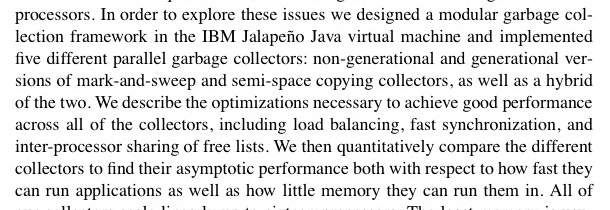 processors. In order to explore these issues we designed a modular garbage col-
lection framework in the IBM Jalapeño Java virtual machine and implemented
five different parallel garbage collectors: non-generational and generational ver-
sions of mark-and-sweep and semi-space copying collectors, as well as a hybrid
of the two. We describe the optimizations necessary to achieve good performance
across all of the collectors, including load balancing, fast synchronization, and
inter-processor sharing of free lists. We then quantitatively compare the different
collectors to find their asymptotic performance both with respect to how fast they
can run applications as well as how little memory they can run them in. All of